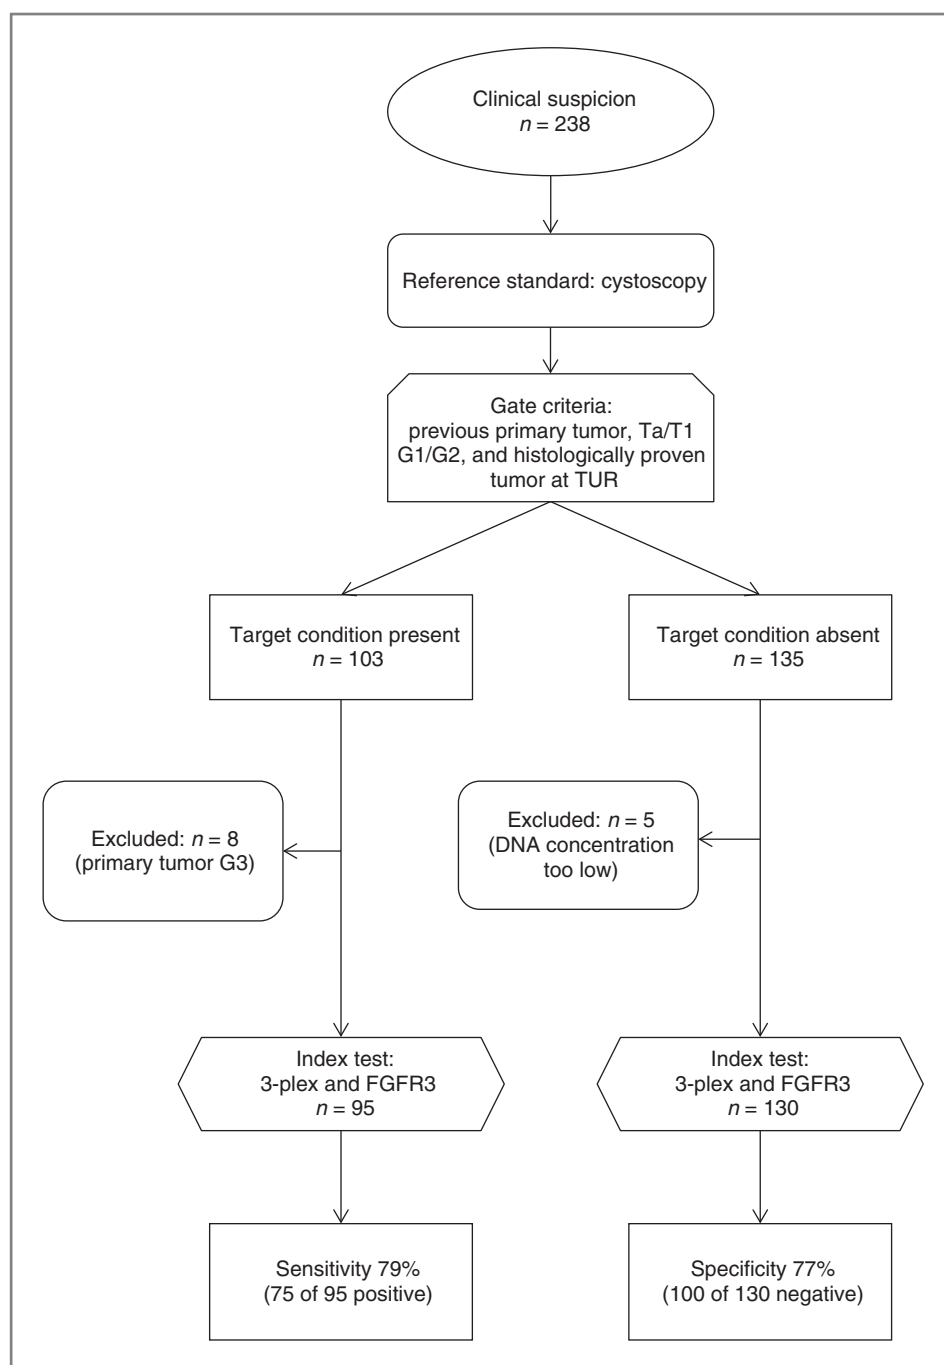 Clinical suspicion
n = 238
Reference standard: cystoscopy
Gate criteria:
previous primary tumor, Ta/T1
G1/G2, and histologically proven
tumor at TUR
Target condition present
n = 103
Target condition absent
n = 135
Excluded: n = 8
(primary tumor G3)
Excluded: n = 5
(DNA concentration
too low)
Index test:
3-plex and FGFR3
n = 95
Index test:
3-plex and FGFR3
n = 130
Sensitivity 79%
(75 of 95 positive)
Specificity 77%
(100 of 130 negative)